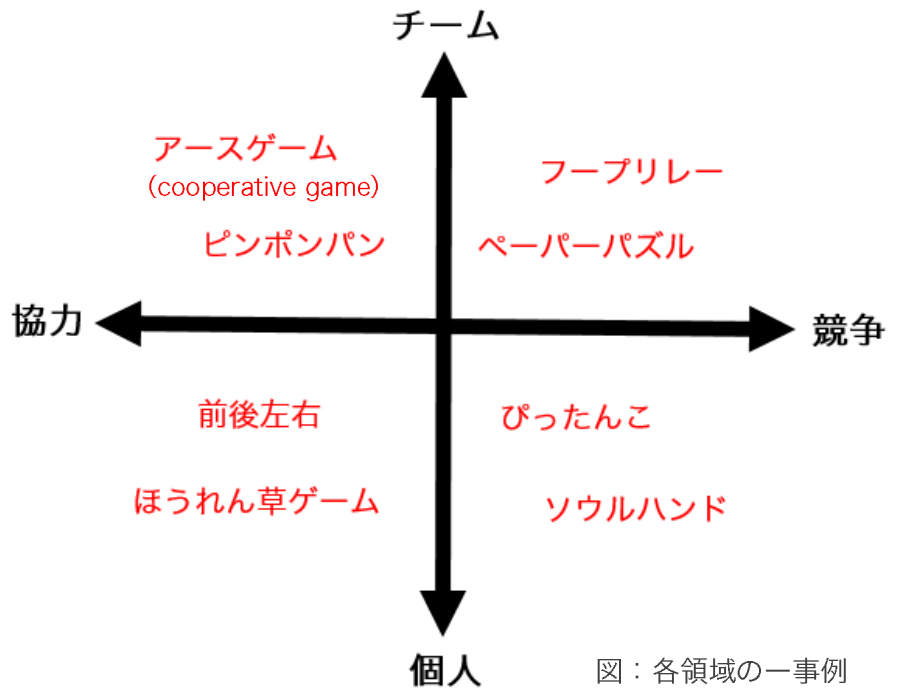 チーム
アースゲーム
(cooperative game)
フープリレー
ピンポンパン
ペーパーパズル
協力
競争
前後左右
ぴったんこ
ほうれん草ゲーム
ソウルハンド
個人
図：各領域の一事例